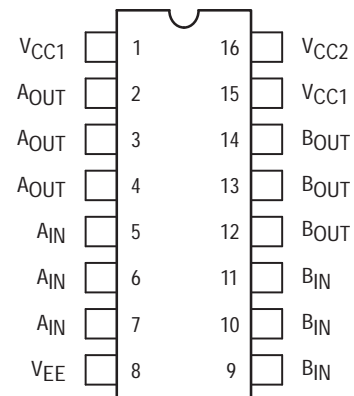 VCC1 1 16 VCC2
AOUT 2 15 VCC1
AOUT 3 14 BOUT
AOUT 4 13 BOUT
AIN 5 12 BOUT
AIN 6 11 BIN
AIN 7 10 BIN
VEE 8 9 BIN